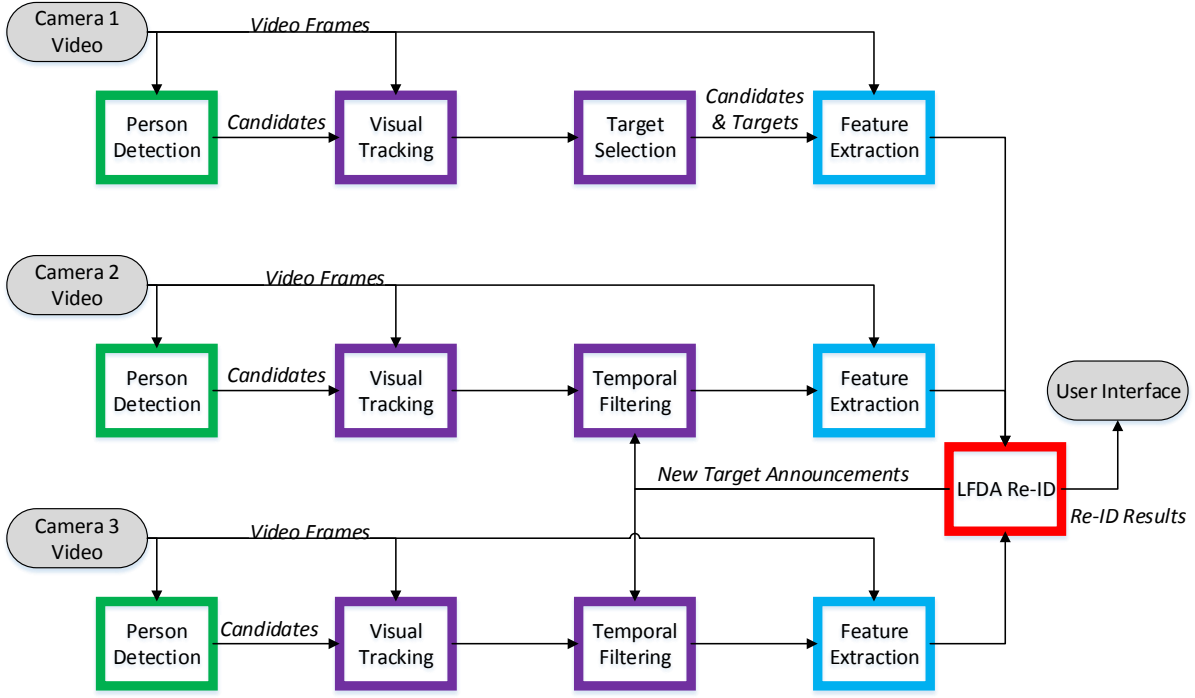 Camera 1
Video
Video Frames
Person
Detection
Candidates
Visual
Tracking
Target
Selection
Candidates
& Targets
Feature
Extraction
Camera 2
Video
Video Frames
Person
Detection
Candidates
Visual
Tracking
Temporal
Filtering
Feature
Extraction
User Interface
New Target Announcements
LFDA Re-ID
Re-ID Results
Camera 3
Video
Video Frames
Person
Detection
Candidates
Visual
Tracking
Temporal
Filtering
Feature
Extraction